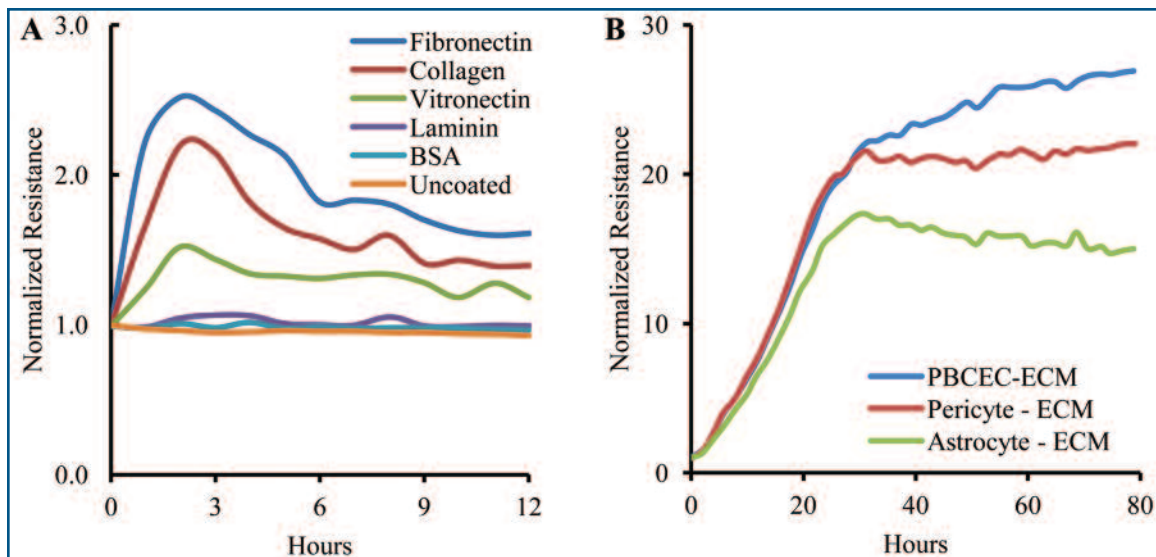 A
3.0
2.0
1.0
0.0
Normalized Resistance
Fibronectin
Collagen
Vitronectin
Laminin
BSA
Uncoated
0 3 6 9 12
Hours
B
30
20
10
0
Normalized Resistance
PBCEC-ECM
Pericyte - ECM
Astrocyte - ECM
0 20 40 60 80
Hours